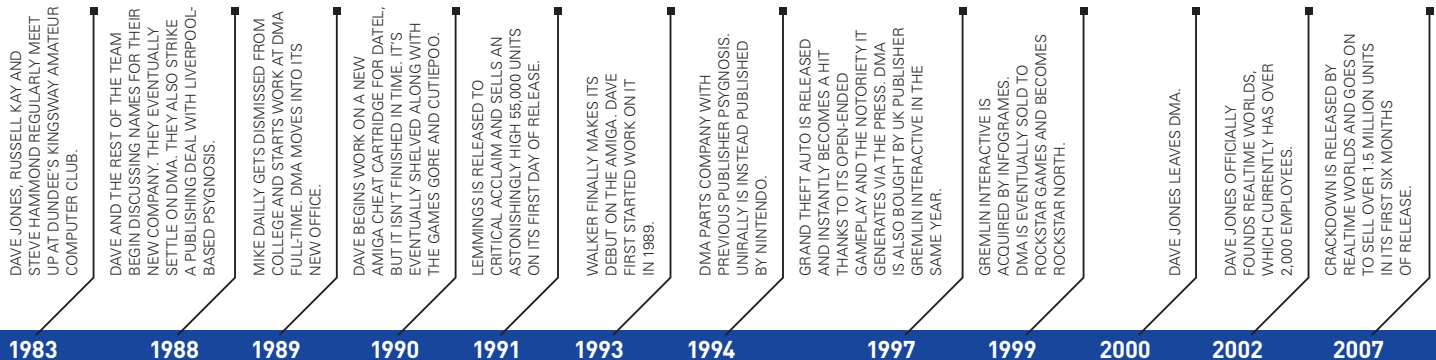 DAVE JONES, RUSSELL KAY AND
STEVE HAMMOND REGULARLY MEET
UP AT DUNDEE'S KINGSWAY AMATEUR
COMPUTER CLUB.
1983
DAVE AND THE REST OF THE TEAM
BEGIN DISCUSSING NAMES FOR THEIR
NEW COMPANY. THEY EVENTUALLY
SETTLE ON DMA. THEY ALSO STRIKE
A PUBLISHING DEAL WITH LIVERPOOL-
BASED PSYGNOSIS.
1988
MIKE DAILLY GETS DISMISSED FROM
COLLEGE AND STARTS WORK AT DMA
FULL-TIME. DMA MOVES INTO ITS
NEW OFFICE.
1989
DAVE BEGINS WORK ON A NEW
AMIGA CHEAT CARTRIDGE FOR DATEL,
BUT IT ISN'T FINISHED IN TIME. IT'S
EVENTUALLY SHELVED ALONG WITH
THE GAMES GORE AND CUTIEPOO.
1990
LEMMINGS IS RELEASED TO
CRITICAL ACCLAIM AND SELLS AN
ASTONISHINGLY HIGH 55,000 UNITS
ON ITS FIRST DAY OF RELEASE.
1991
WALKER FINALLY MAKES ITS
DEBUT ON THE AMIGA. DAVE
FIRST STARTED WORK ON IT
IN 1989.
1993
DMA PARTS COMPANY WITH
PREVIOUS PUBLISHER PSYGNOSIS.
UNIRALLY IS INSTEAD PUBLISHED
BY NINTENDO.
1994
GRAND THEFT AUTO IS RELEASED
AND INSTANTLY BECOMES A HIT
THANKS TO ITS OPEN-ENDED
GAMEPLAY AND THE NOTORIETY IT
GENERATES VIA THE PRESS. DMA
IS ALSO BOUGHT BY UK PUBLISHER
GREMLIN INTERACTIVE IN THE
SAME YEAR.
1997
GREMLIN INTERACTIVE IS
ACQUIRED BY INFOGRAMES.
DMA IS EVENTUALLY SOLD TO
ROCKSTAR GAMES AND BECOMES
ROCKSTAR NORTH.
1999
DAVE JONES LEAVES DMA.
2000
DAVE JONES OFFICIALLY
FOUNDS REALTIME WORLDS,
WHICH CURRENTLY HAS OVER
2,000 EMPLOYEES.
2002
CRACKDOWN IS RELEASED BY
REALTIME WORLDS AND GOES ON
TO SELL OVER 1.5 MILLION UNITS
IN ITS FIRST SIX MONTHS
OF RELEASE.
2007